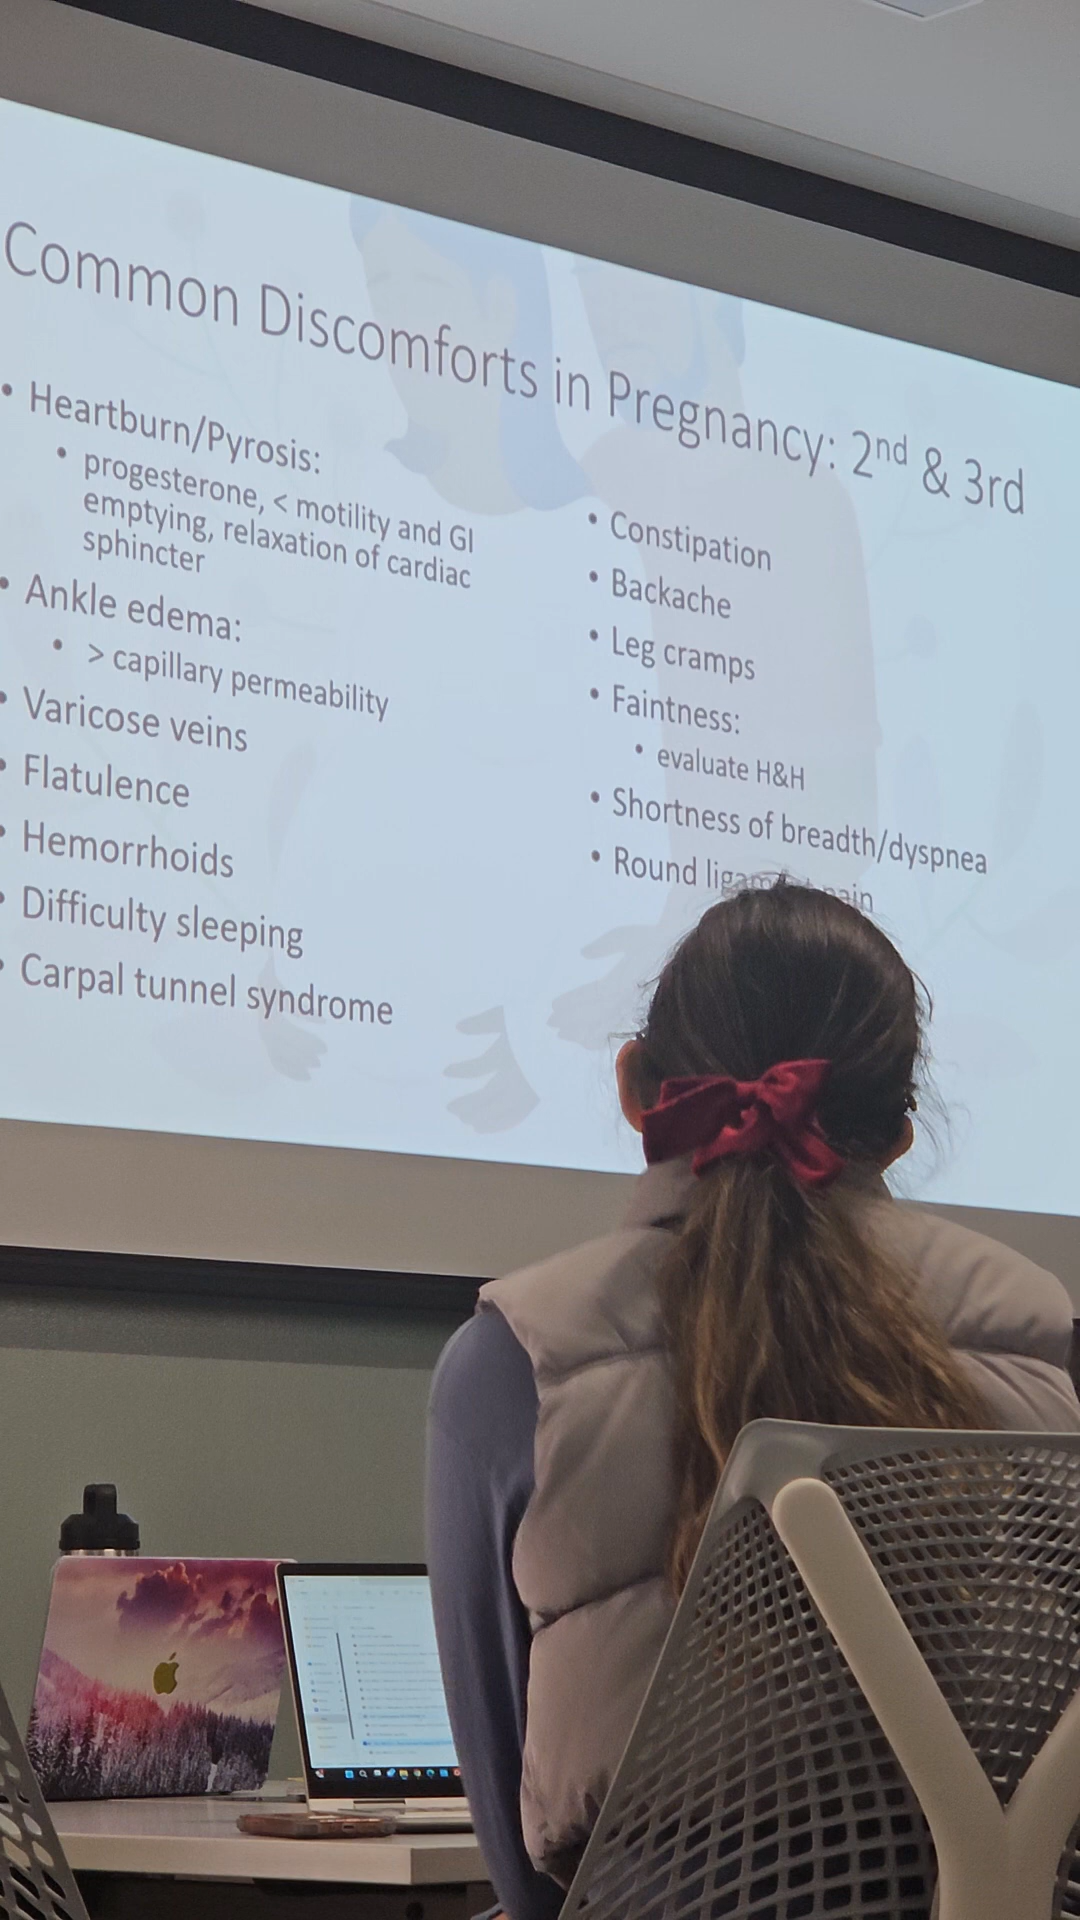 Common Discomforts in Pregnancy: 2nd & 3rd
• Heartburn/Pyrosis:
• progesterone, < motility and GI
emptying, relaxation of cardiac
sphincter
• Ankle edema:
• > capillary permeability
• Varicose veins
• Flatulence
• Hemorrhoids
• Difficulty sleeping
• Carpal tunnel syndrome
• Constipation
• Backache
• Leg cramps
• Faintness:
• evaluate H&H
• Shortness of breadth/dyspnea
• Round ligament pain